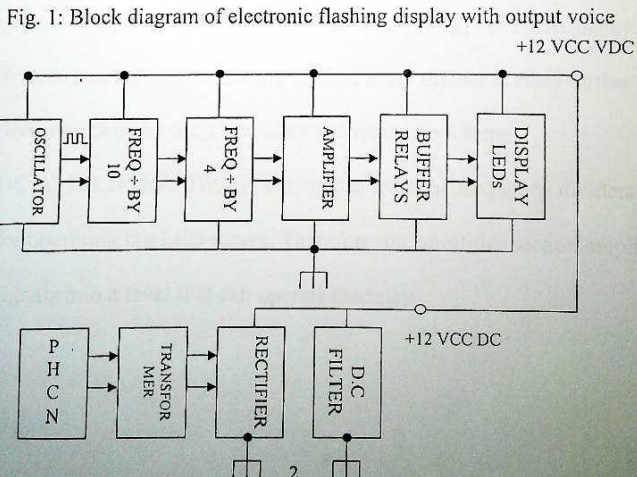 Fig. 1: Block diagram of electronic flashing display with output voice
+12 VCC VDC
OSCILLATOR
FREQ ÷ BY
10
FREQ ÷ BY
4
AMPLIFIER
BUFFER
RELAYS
DISPLAY
LEDs
+12 VCC DC
P
H
C
N
TRANSFOR
MER
RECTIFIER
D.C
FILTER
2